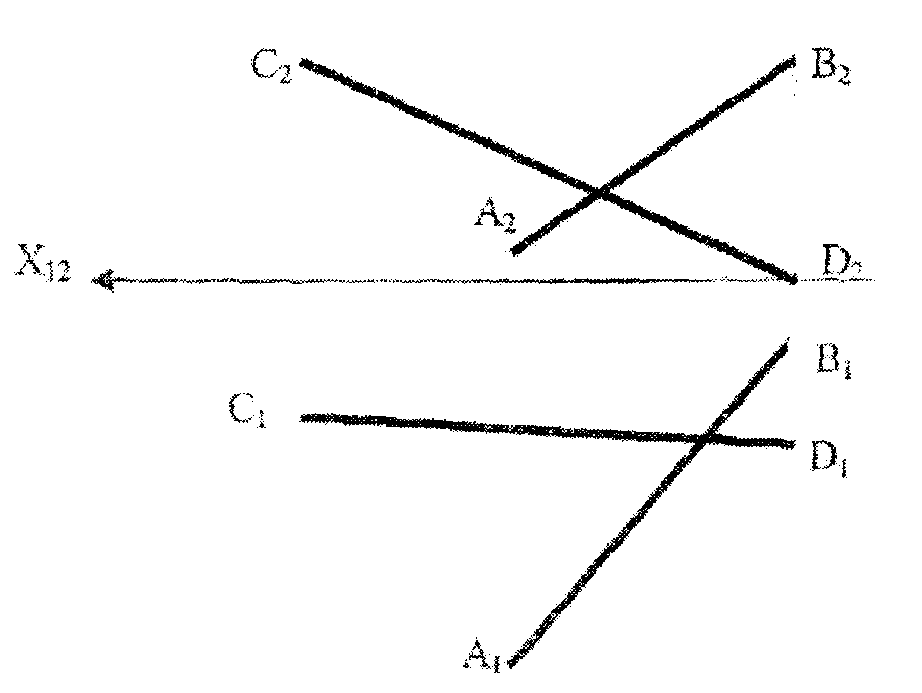 C₂
B₂
A₂
X₁₂
D₂
B₁
C₁
D₁
A₁